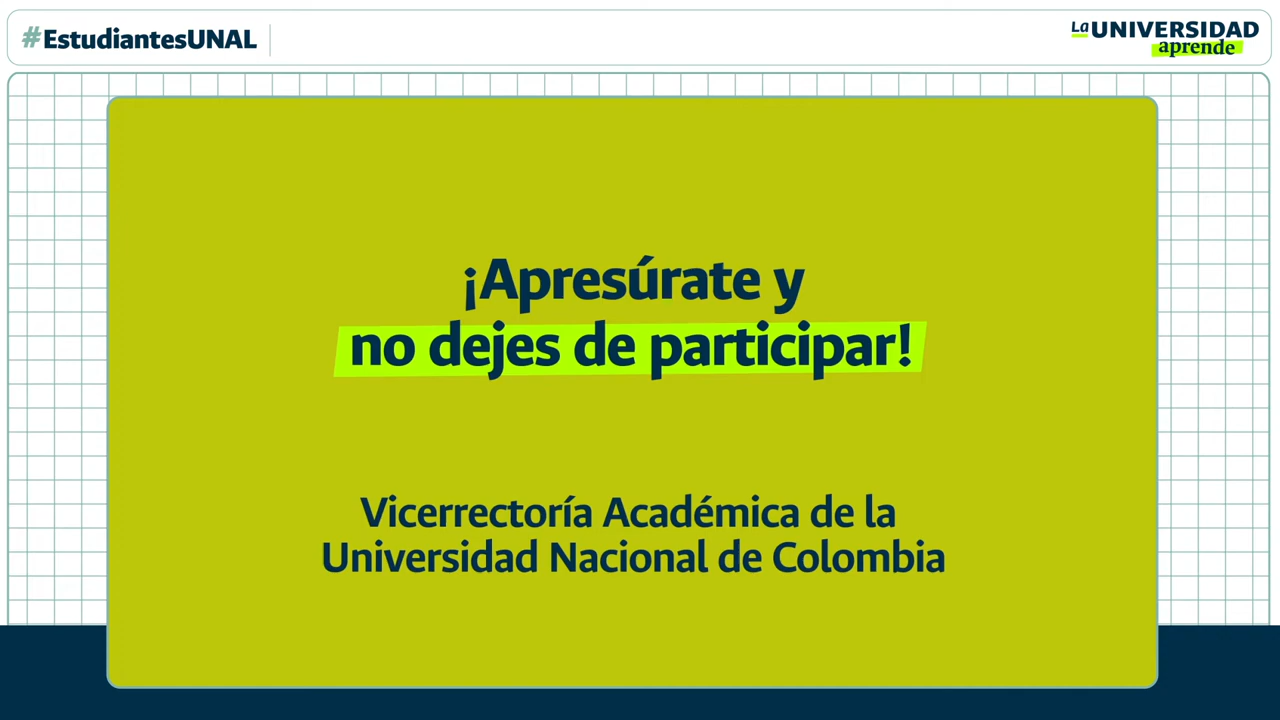 #EstudiantesUNAL
La UNIVERSIDAD
aprende
¡Apresúrate y
no dejes de participar!
Vicerrectoría Académica de la
Universidad Nacional de Colombia